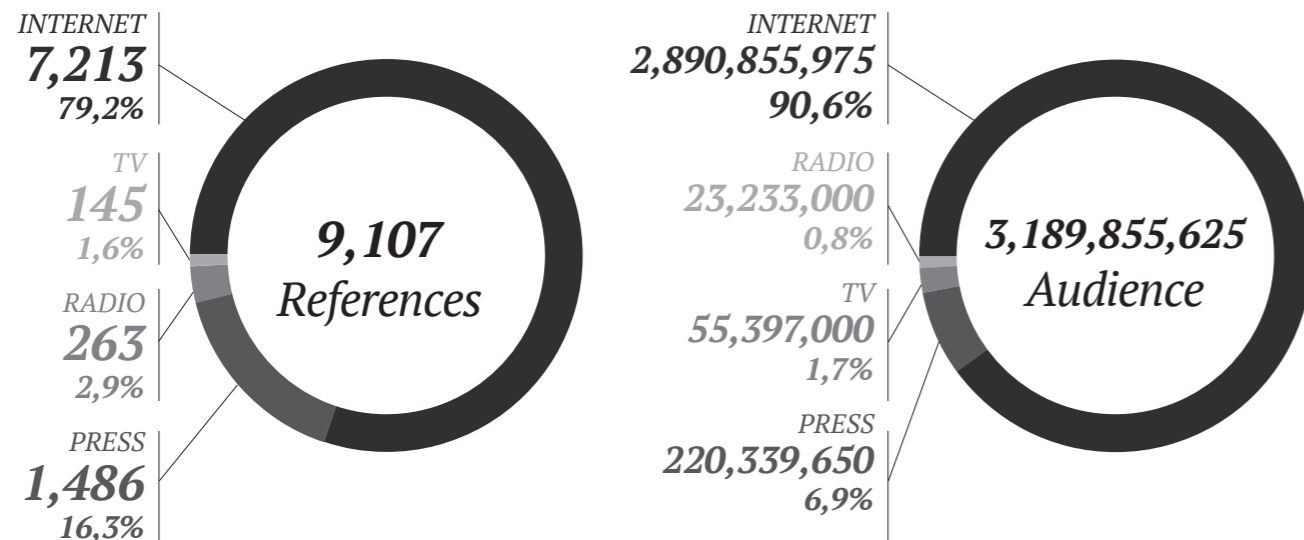 INTERNET
7,213
79,2%
TV
145
1,6%
RADIO
263
2,9%
PRESS
1,486
16,3%
9,107
References
INTERNET
2,890,855,975
90,6%
RADIO
23,233,000
0,8%
TV
55,397,000
1,7%
PRESS
220,339,650
6,9%
3,189,855,625
Audience